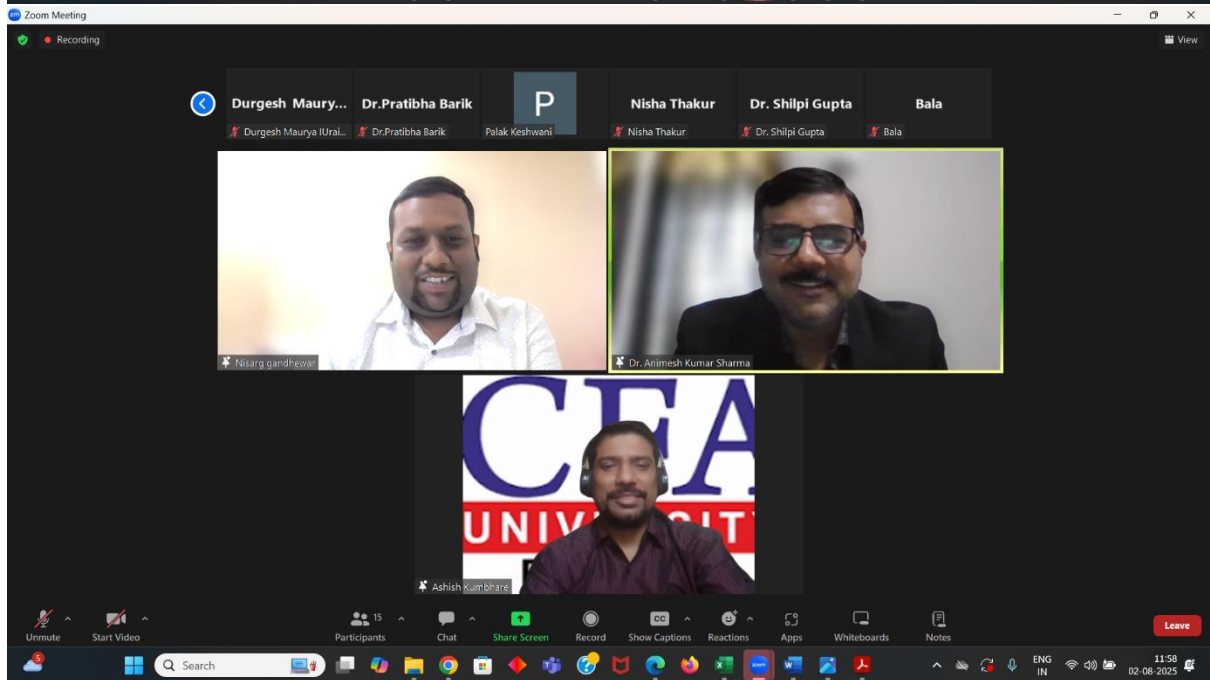 Zoom Meeting
Recording
View
Durgesh Maury... Dr.Pratibha Barik P Nisha Thakur Dr. Shilpi Gupta Bala
Durgesh Maurya IUrai... Dr.Pratibha Barik Palak Keshwani Nisha Thakur Dr. Shilpi Gupta Bala
Nisarg gandhewar
Dr. Animesh Kumar Sharma
CFA
UNIV SIT
Ashish Kumbhare
15
Unmute Start Video Participants Chat Share Screen Record Show Captions Reactions Apps Whiteboards Notes
CC
Leave
5
Search
zoom
ENG
IN
11:58
02-08-2025